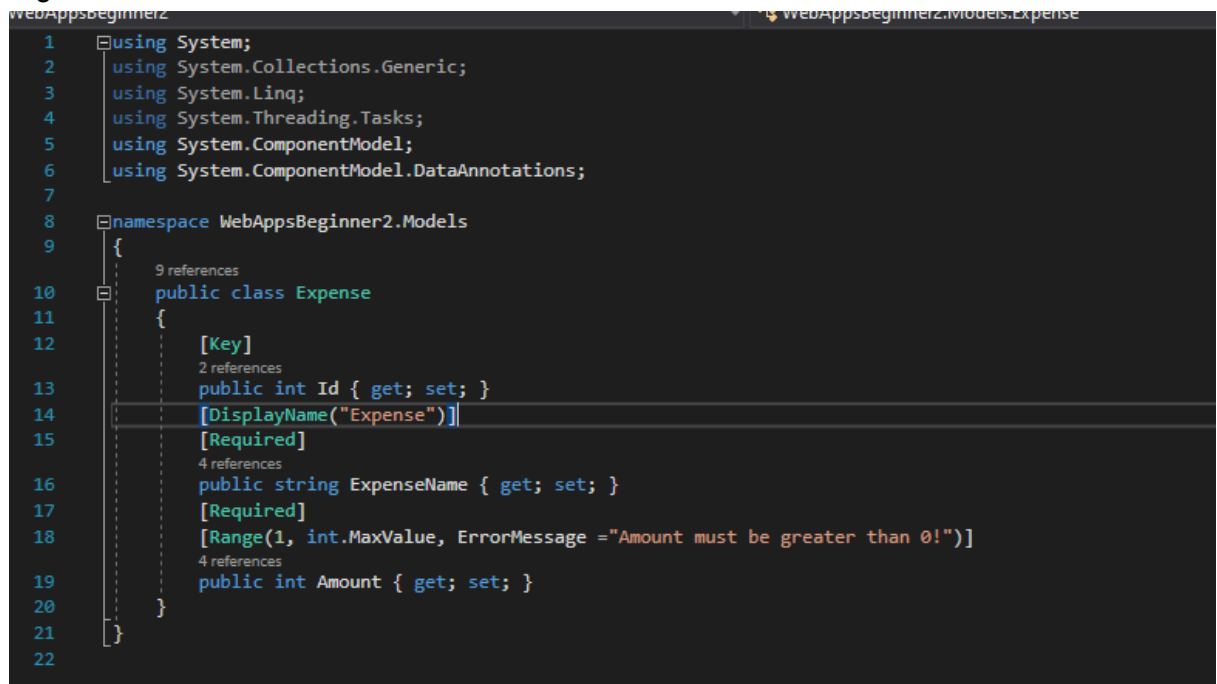 WebAppsBeginner2 WebAppsBeginner2.Models.Expense
1 using System;
2 using System.Collections.Generic;
3 using System.Linq;
4 using System.Threading.Tasks;
5 using System.ComponentModel;
6 using System.ComponentModel.DataAnnotations;
7
8 namespace WebAppsBeginner2.Models
9 {
9 references
10 public class Expense
11 {
12 [Key]
2 references
13 public int Id { get; set; }
14 [DisplayName("Expense")]
15 [Required]
4 references
16 public string ExpenseName { get; set; }
17 [Required]
18 [Range(1, int.MaxValue, ErrorMessage ="Amount must be greater than 0!")]
4 references
19 public int Amount { get; set; }
20 }
21 }
22